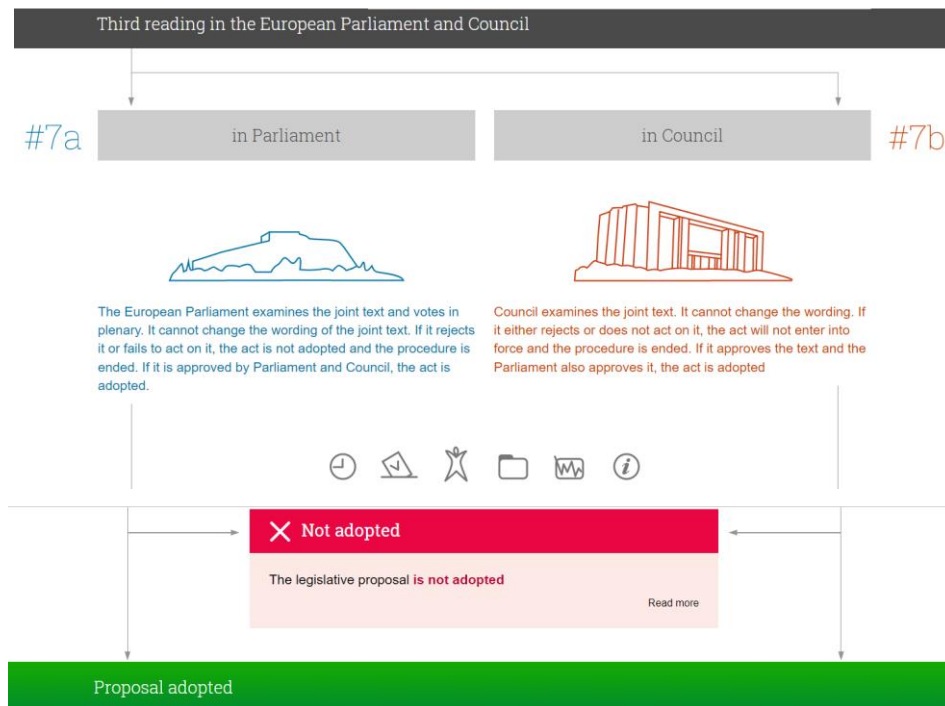 Third reading in the European Parliament and Council
#7a
in Parliament
in Council
#7b
The European Parliament examines the joint text and votes in
plenary. It cannot change the wording of the joint text. If it rejects
it or fails to act on it, the act is not adopted and the procedure is
ended. If it is approved by Parliament and Council, the act is
adopted.
Council examines the joint text. It cannot change the wording. If
it either rejects or does not act on it, the act will not enter into
force and the procedure is ended. If it approves the text and the
Parliament also approves it, the act is adopted
i
Not adopted
The legislative proposal is not adopted
Read more
Proposal adopted